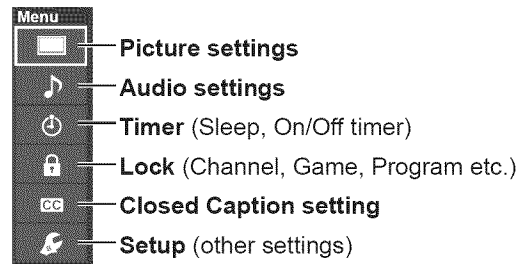 Menu
Picture settings
Audio settings
Timer (Sleep, On/Off timer)
Lock (Channel, Game, Program etc.)
CC Closed Caption setting
Setup (other settings)